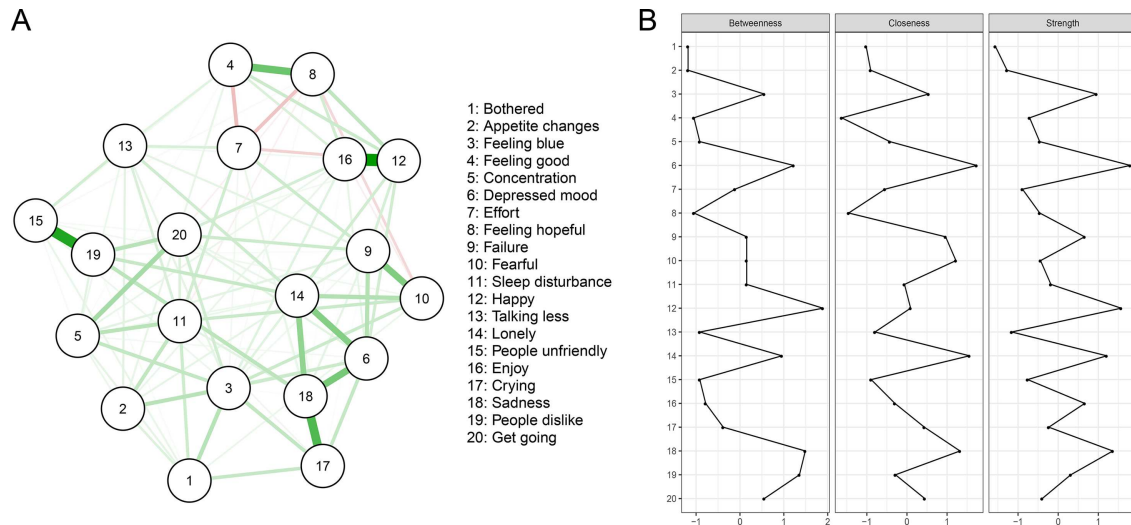 A
4
8
13
7
16
12
15
19
20
9
14
10
5
11
6
3
18
2
17
1
1: Bothered
2: Appetite changes
3: Feeling blue
4: Feeling good
5: Concentration
6: Depressed mood
7: Effort
8: Feeling hopeful
9: Failure
10: Fearful
11: Sleep disturbance
12: Happy
13: Talking less
14: Lonely
15: People unfriendly
16: Enjoy
17: Crying
18: Sadness
19: People dislike
20: Get going
B
Betweenness Closeness Strength
1
2
3
4
5
6
7
8
9
10
11
12
13
14
15
16
17
18
19
20
−1 0 1 2 −1 0 1 −1 0 1